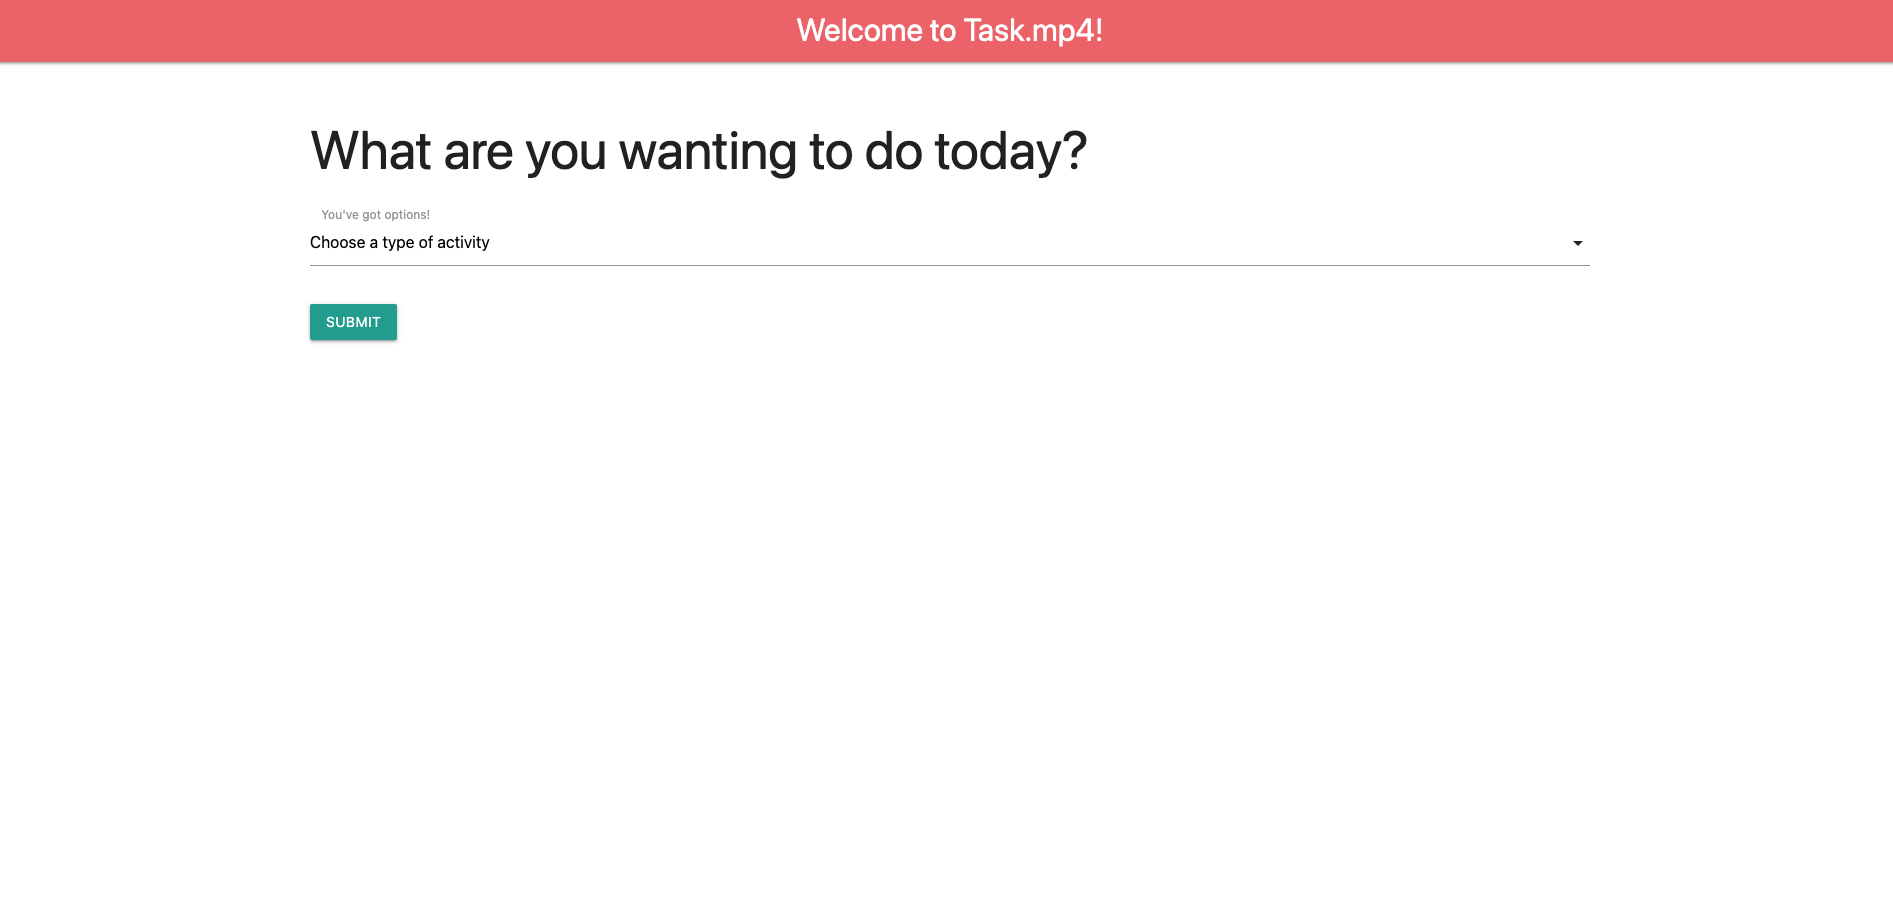 Welcome to Task.mp4!
What are you wanting to do today?
You've got options!
Choose a type of activity
SUBMIT